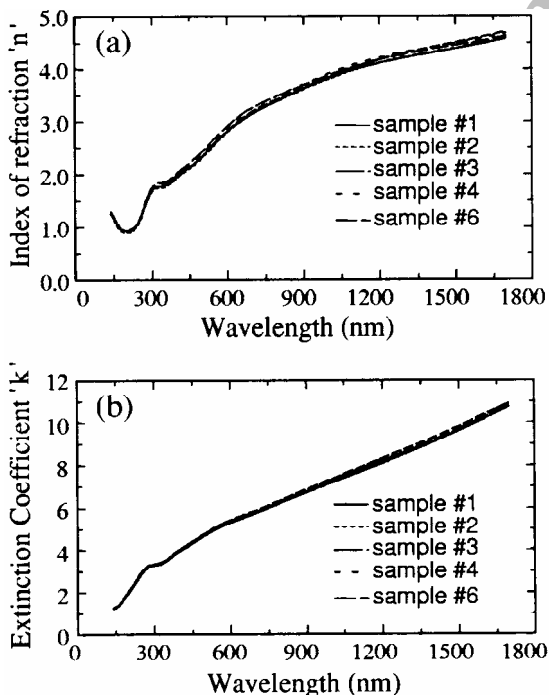 5.0
(a)
4.0
3.0
2.0
1.0
0.0
Index of refraction 'n'
sample #1
sample #2
sample #3
sample #4
sample #6
0 300 600 900 1200 1500 1800
Wavelength (nm)
12
(b)
10
8
6
4
2
0
Extinction Coefficient 'k'
sample #1
sample #2
sample #3
sample #4
sample #6
0 300 600 900 1200 1500 1800
Wavelength (nm)